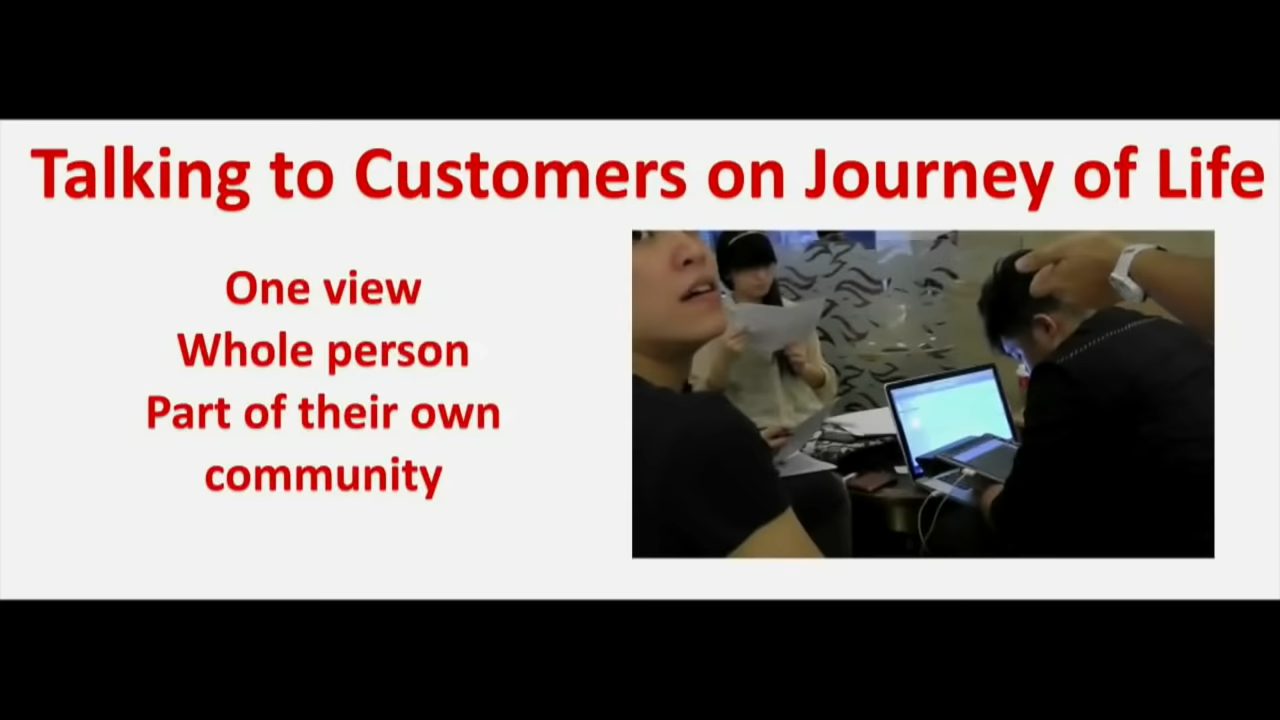 Talking to Customers on Journey of Life
One view
Whole person
Part of their own
community